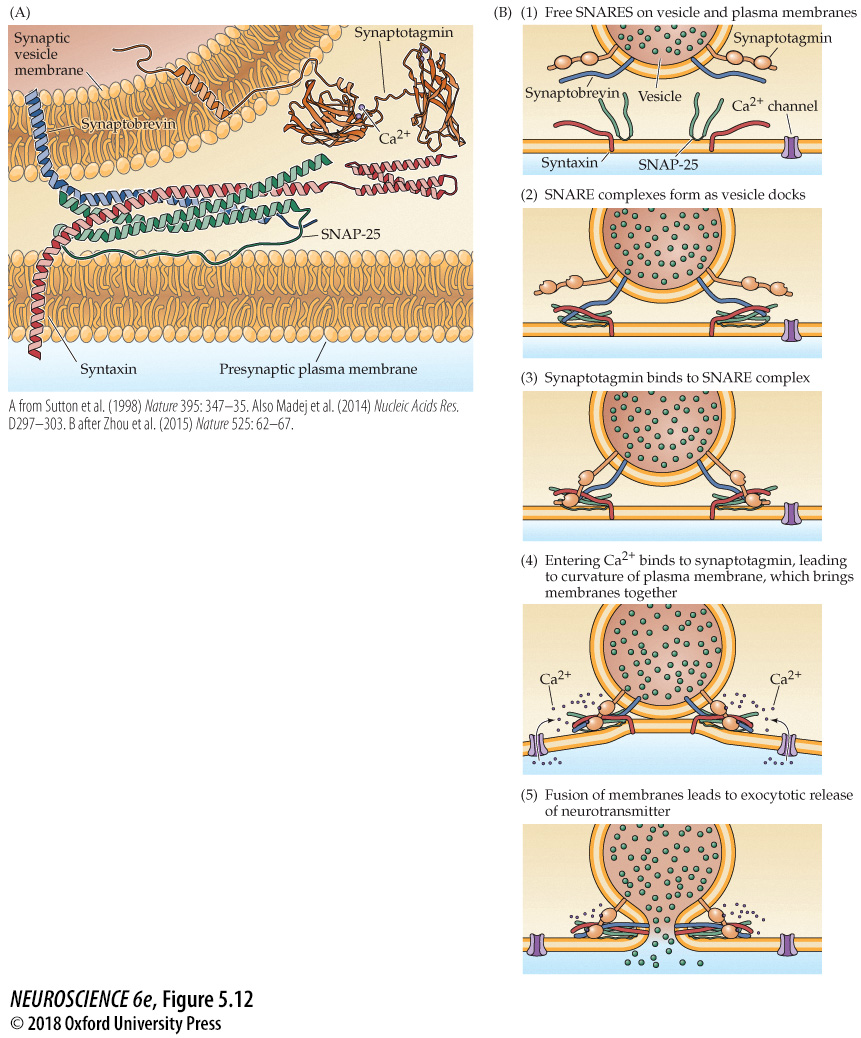 (A)
Synaptic
vesicle
membrane
Synaptotagmin
Synaptobrevin
Ca2+
SNAP-25
Syntaxin
Presynaptic plasma membrane
A from Sutton et al. (1998) Nature 395: 347–35. Also Madej et al. (2014) Nucleic Acids Res.
D297–303. B after Zhou et al. (2015) Nature 525: 62–67.
(B) (1) Free SNARES on vesicle and plasma membranes
Synaptotagmin
Synaptobrevin
Vesicle
Ca2+ channel
Syntaxin
SNAP-25
(2) SNARE complexes form as vesicle docks
(3) Synaptotagmin binds to SNARE complex
(4) Entering Ca2+ binds to synaptotagmin, leading
to curvature of plasma membrane, which brings
membranes together
Ca2+
Ca2+
(5) Fusion of membranes leads to exocytotic release
of neurotransmitter
NEUROSCIENCE 6e, Figure 5.12
© 2018 Oxford University Press